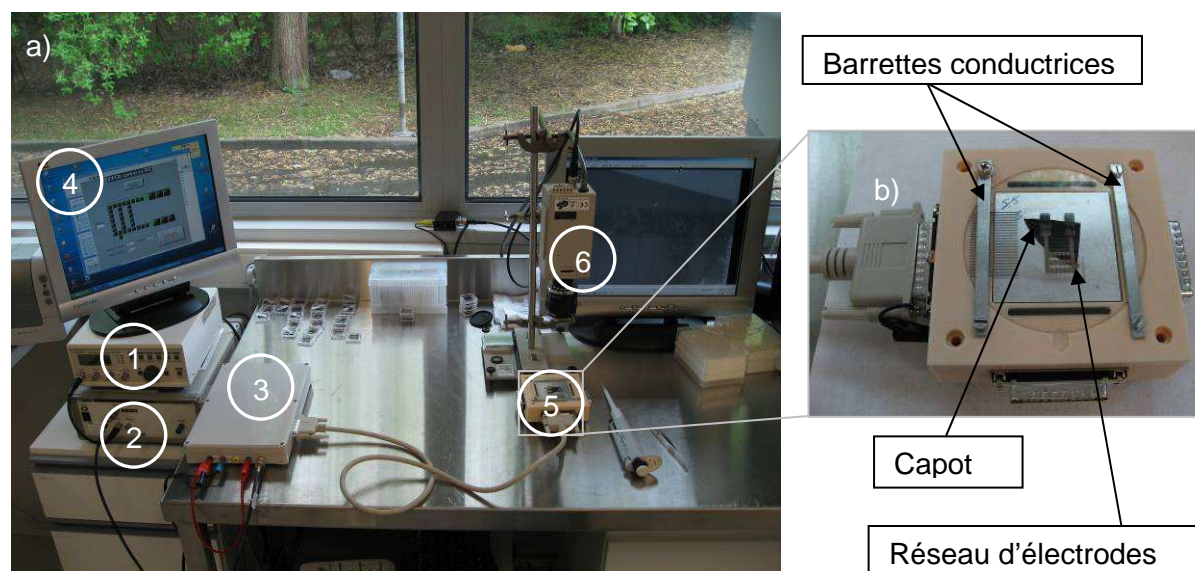 a)
4
1
2
3
5
6
b)
Barrettes conductrices
Capot
Réseau d'électrodes